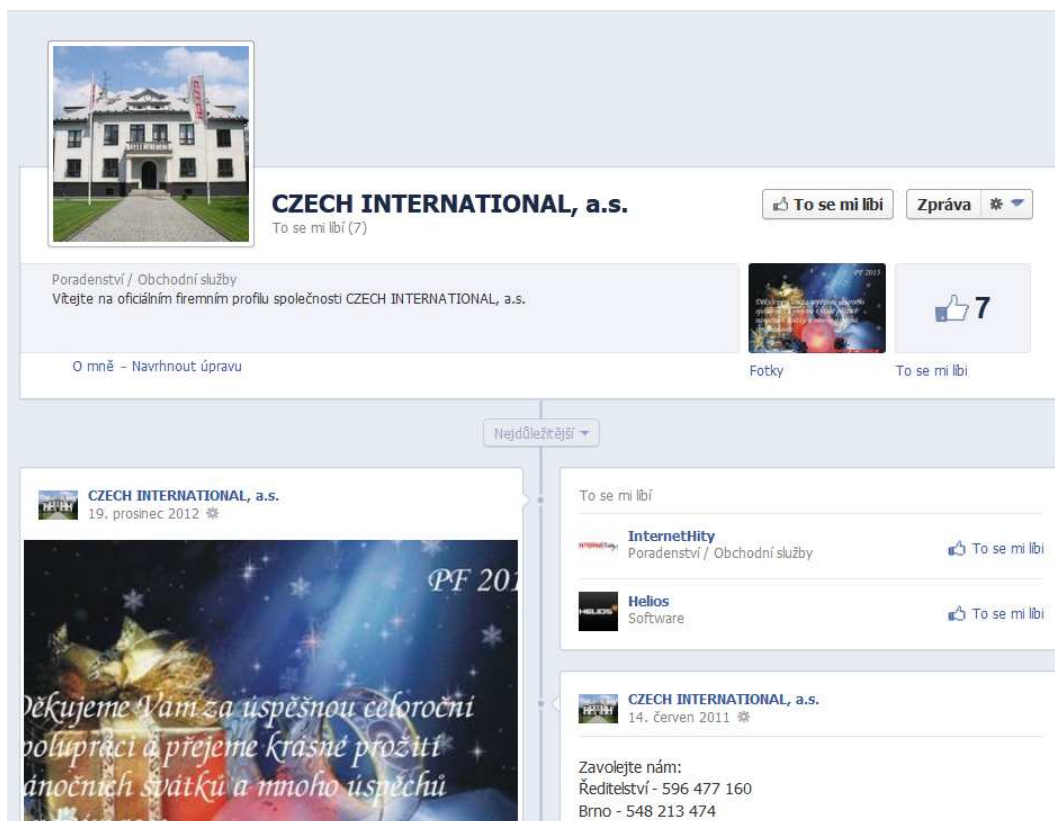 CZECH INTERNATIONAL, a.s.
To se mi líbí (7)
To se mi líbí
Zpráva
Poradenství / Obchodní služby
Vítejte na oficiálním firemním profilu společnosti CZECH INTERNATIONAL, a.s.
PF 2013
7
O mně – Navrhnout úpravu
Fotky
To se mi líbí
Nejdůležitější
CZECH INTERNATIONAL, a.s.
19. prosinec 2012
PF 201
Děkujeme Vám za úspěšnou celoroční
polupráci a přejeme krásné prožití
ánočních svátků a mnoho úspěchů
To se mi líbí
InternetHity
Poradenství / Obchodní služby
To se mi líbí
HELIOS
Helios
Software
To se mi líbí
CZECH INTERNATIONAL, a.s.
14. červen 2011
Zavolejte nám:
Ředitelství - 596 477 160
Brno - 548 213 474